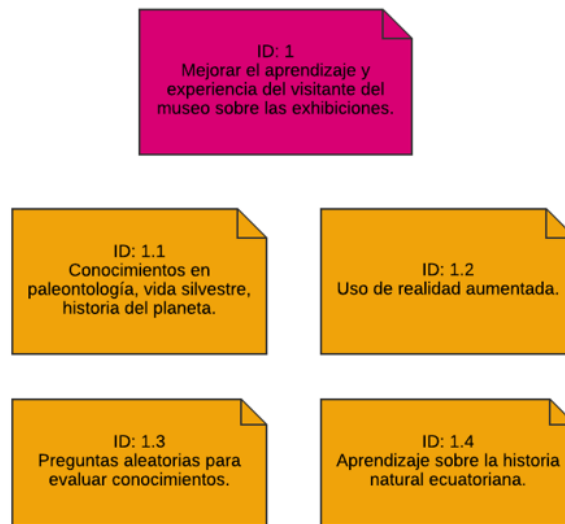 ID: 1
Mejorar el aprendizaje y
experiencia del visitante del
museo sobre las exhibiciones.
ID: 1.1
Conocimientos en
paleontología, vida silvestre,
historia del planeta.
ID: 1.2
Uso de realidad aumentada.
ID: 1.3
Preguntas aleatorias para
evaluar conocimientos.
ID: 1.4
Aprendizaje sobre la historia
natural ecuatoriana.